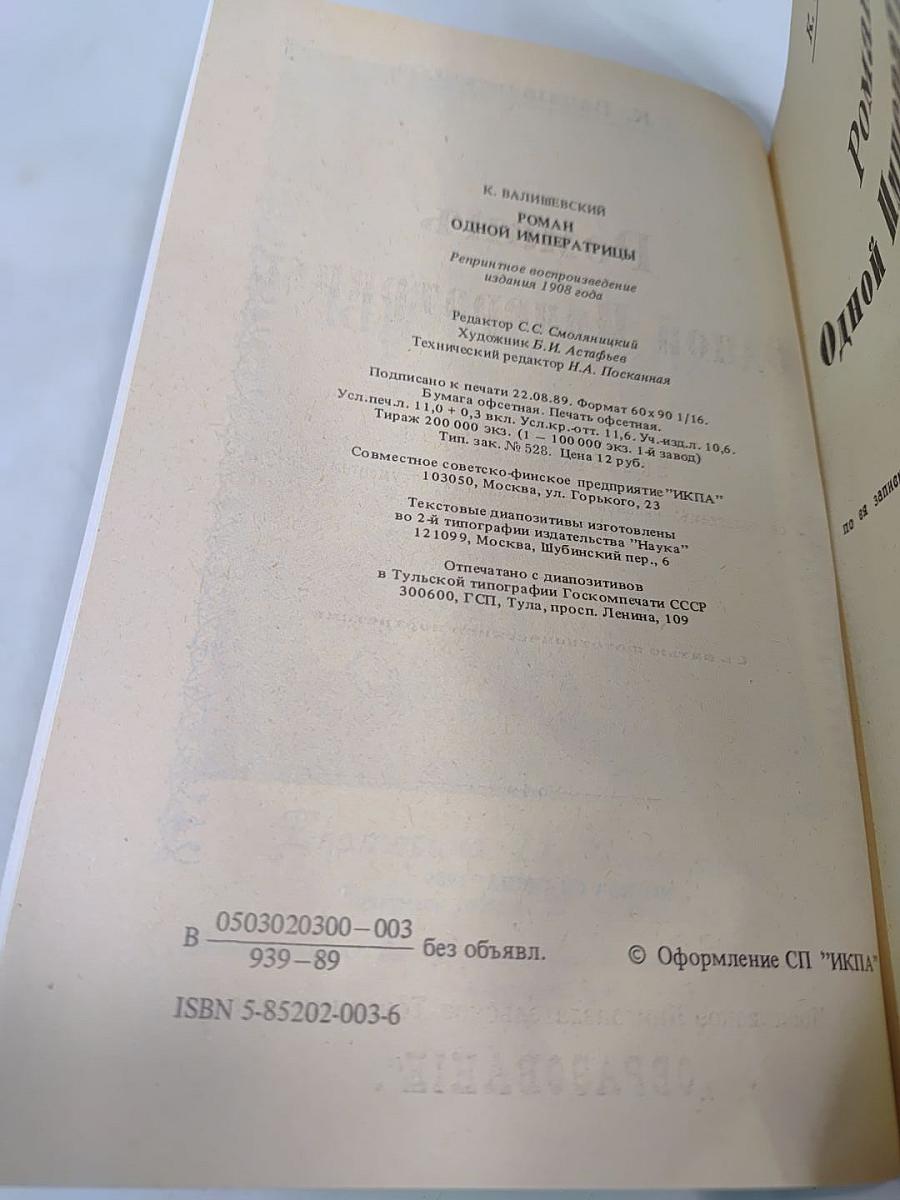 К. ВАЛИШЕВСКИЙ
РОМАН
ОДНОЙ ИМПЕРАТРИЦЫ
Репринтное воспроизведение
издания 1908 года
Редактор С.С. Смоляницкий
Художник Б.И. Астафьев
Технический редактор Н.А. Посканная
Подписано к печати 22.08.89. Формат 60х90 1/16.
Бумага офсетная. Печать офсетная.
Усл.печ.л. 11,0 + 0,3 вкл. Усл.кр.-отт. 11,6. Уч.-изд.л. 10,6.
Тираж 200 000 экз. (1 — 100 000 экз. 1-й завод)
Тип. зак. № 528. Цена 12 руб.
Совместное советско-финское предприятие "ИКПА"
103050, Москва, ул. Горького, 23
Текстовые диапозитивы изготовлены
во 2-й типографии издательства "Наука"
121099, Москва, Шубинский пер., 6
Отпечатано с диапозитивов
в Тульской типографии Госкомпечати СССР
300600, ГСП, Тула, просп. Ленина, 109
В 0503020300—003
939—89 без объявл.
© Оформление СП "ИКПА"
ISBN 5-85202-003-6
К.
Одной
по ея